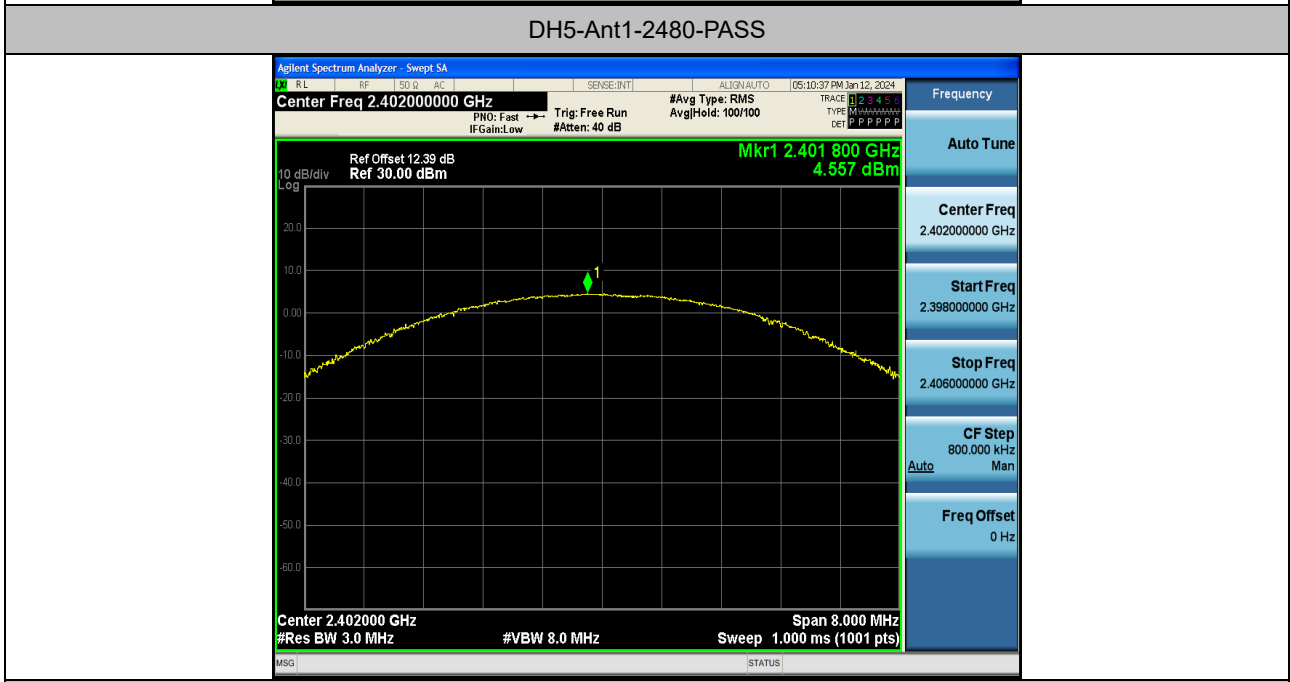 DH5-Ant1-2480-PASS
Agilent Spectrum Analyzer - Swept SA
LXI RL RF 50 Ω AC SENSE:INT ALIGN AUTO 05:10:37 PM Jan 12, 2024
Center Freq 2.402000000 GHz
PNO: Fast
IFGain:Low
Trig: Free Run
#Atten: 40 dB
#Avg Type: RMS
Avg|Hold: 100/100
TRACE 1 2 3 4 5 6
TYPE M WWWWW
DET P P P P P P
Mkr1 2.401 800 GHz
4.557 dBm
Ref Offset 12.39 dB
10 dB/div Ref 30.00 dBm
Log
20.0
10.0
0.00
-10.0
-20.0
-30.0
-40.0
-50.0
-60.0
1
Center 2.402000 GHz Span 8.000 MHz
#Res BW 3.0 MHz #VBW 8.0 MHz Sweep 1.000 ms (1001 pts)
MSG STATUS
Frequency
Auto Tune
Center Freq
2.402000000 GHz
Start Freq
2.398000000 GHz
Stop Freq
2.406000000 GHz
CF Step
800.000 kHz
Auto Man
Freq Offset
0 Hz